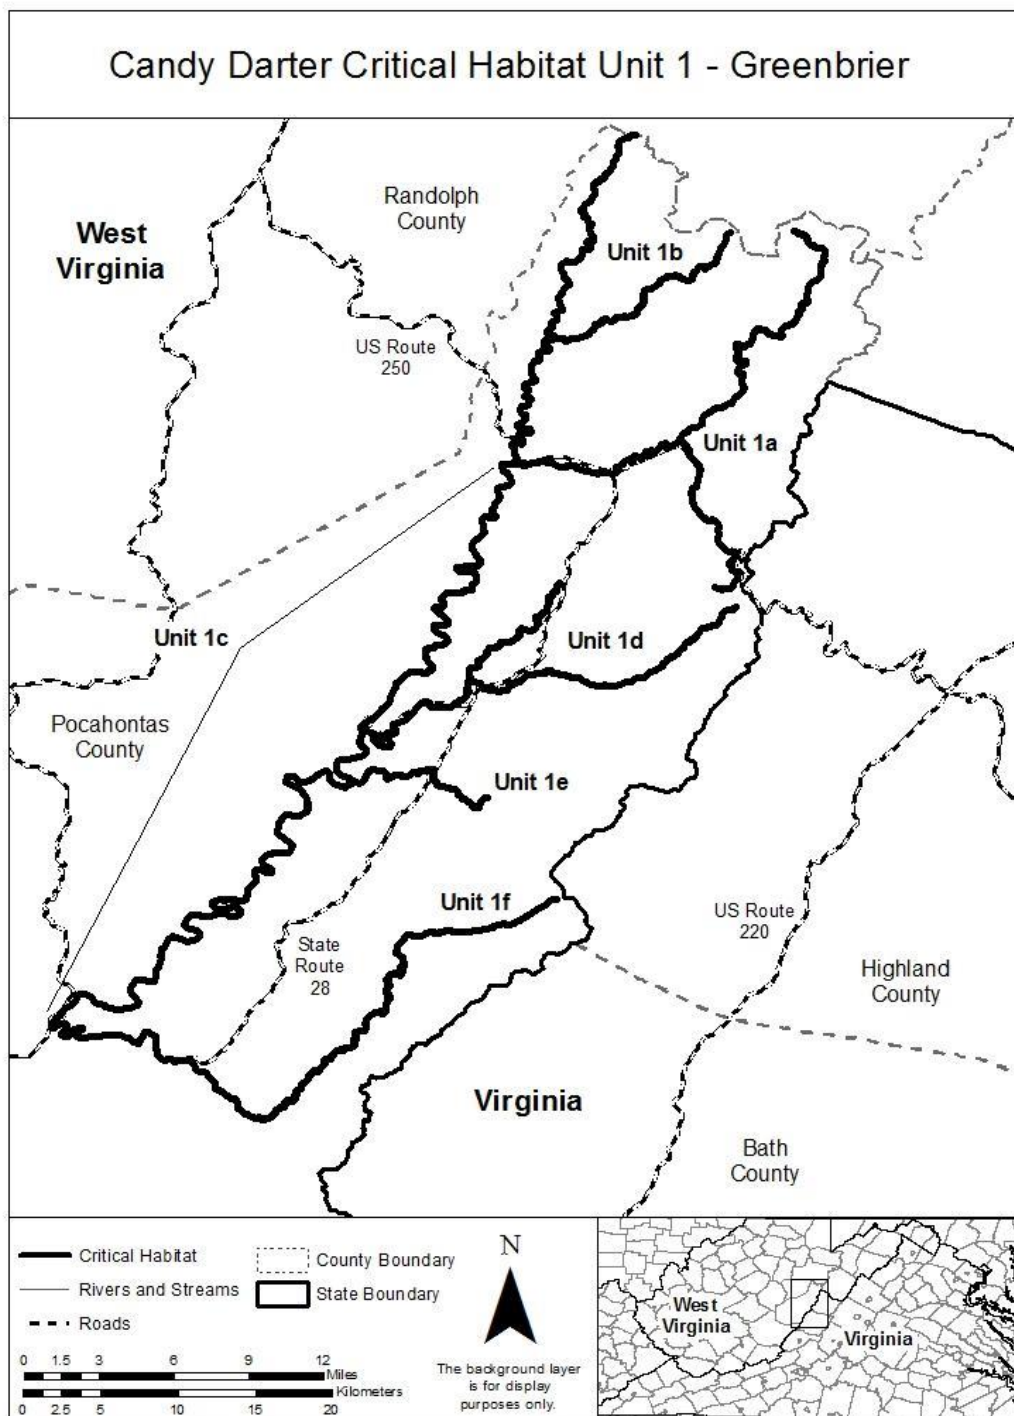 Candy Darter Critical Habitat Unit 1 - Greenbrier
Randolph
County
West
Virginia
Unit 1b
US Route
250
Unit 1a
Unit 1c
Unit 1d
Pocahontas
County
Unit 1e
Unit 1f
US Route
220
State
Route
28
Highland
County
Virginia
Bath
County
Critical Habitat
Rivers and Streams
Roads
County Boundary
State Boundary
N
The background layer
is for display
purposes only.
0 1.5 3 6 9 12
Miles
Kilometers
0 2.5 5 10 15 20
West
Virginia
Virginia